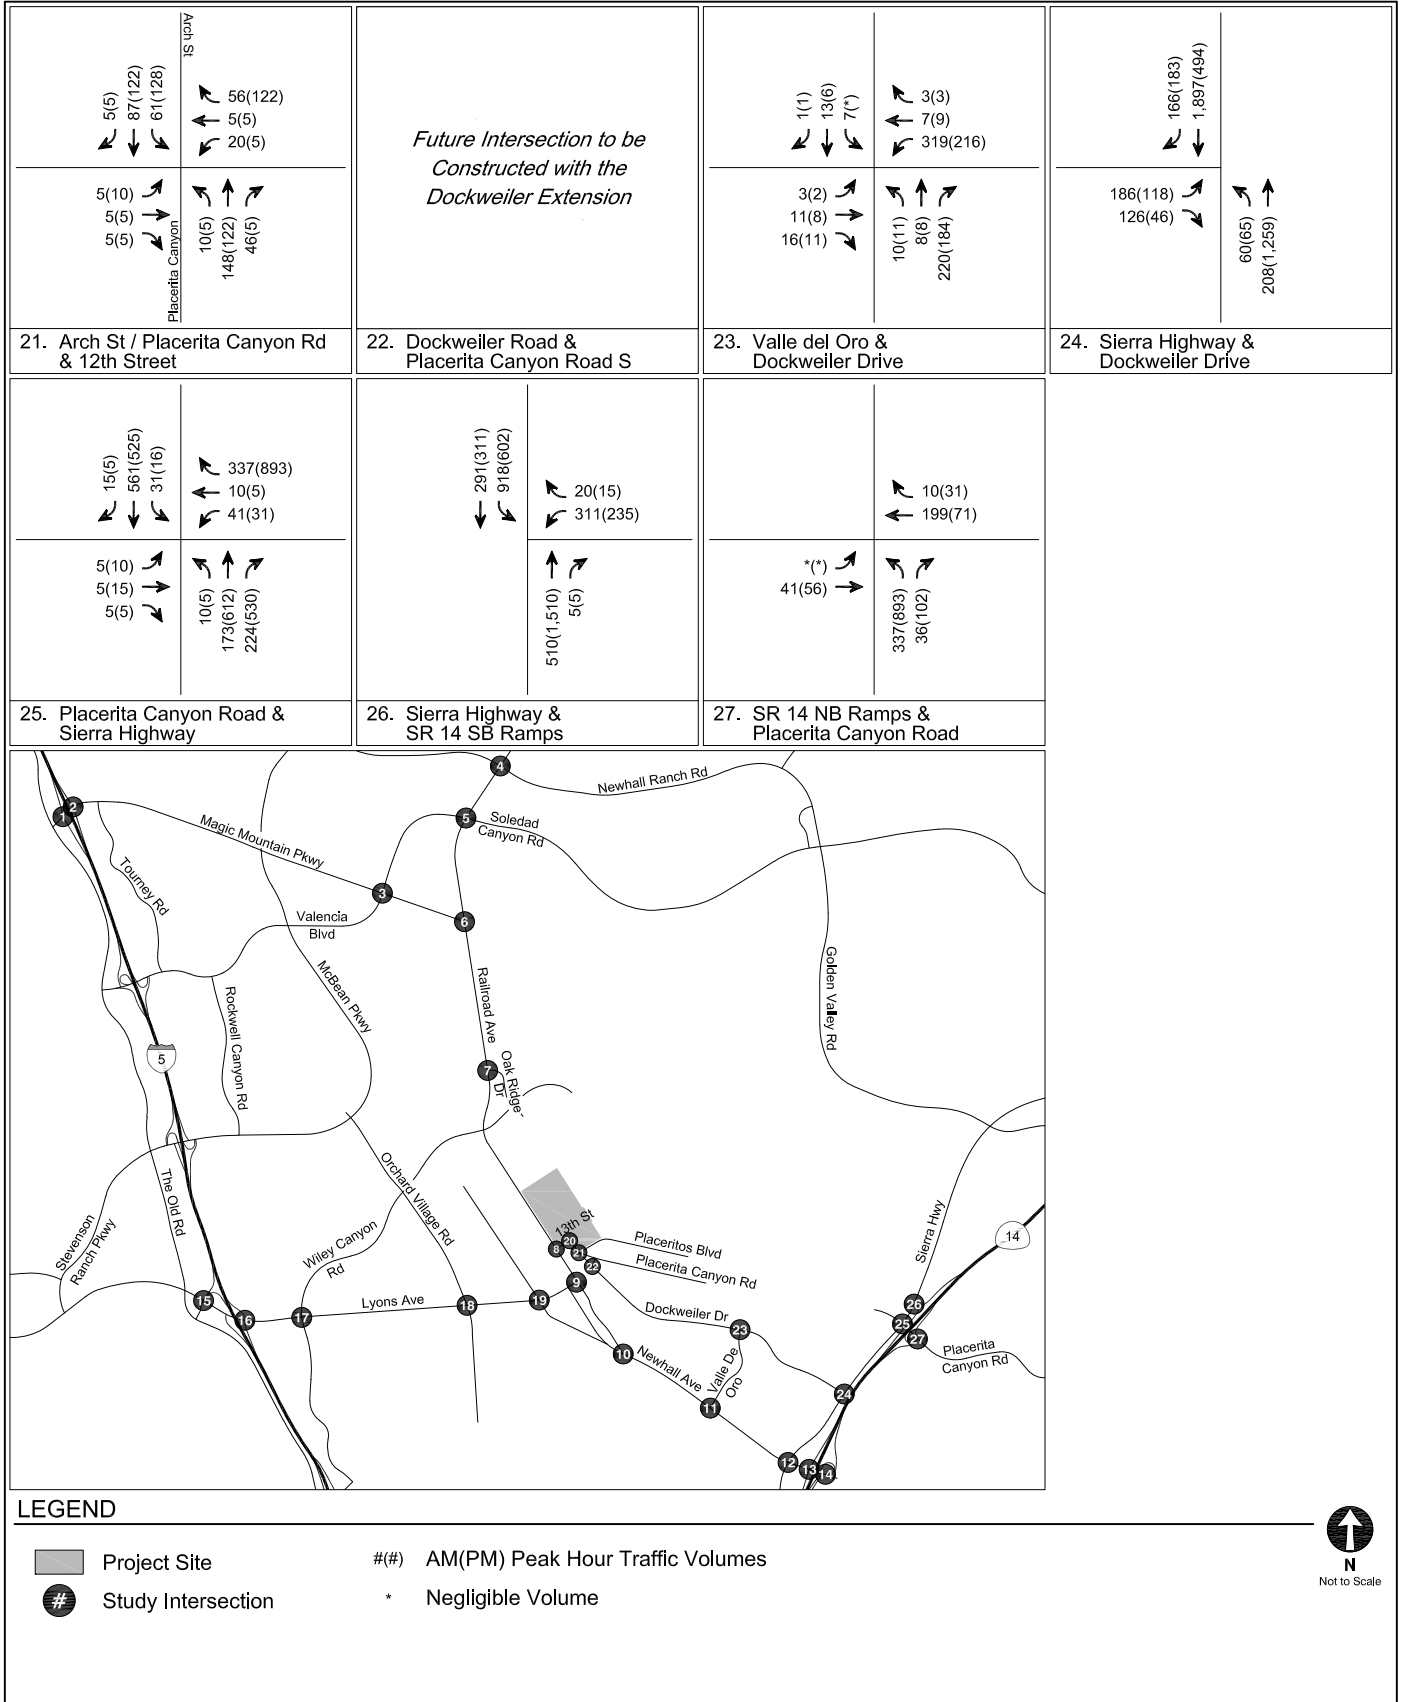 Arch St
5(5)
87(122)
61(128)
56(122)
5(5)
20(5)
5(10)
5(5)
5(5)
Placerita Canyon
10(5)
148(122)
46(5)
21. Arch St / Placerita Canyon Rd
& 12th Street
Future Intersection to be
Constructed with the
Dockweiler Extension
22. Dockweiler Road &
Placerita Canyon Road S
1(1)
13(6)
7(*)
3(3)
7(9)
319(216)
3(2)
11(8)
16(11)
10(11)
8(8)
220(184)
23. Valle del Oro &
Dockweiler Drive
166(183)
1,897(494)
186(118)
126(46)
60(65)
208(1,259)
24. Sierra Highway &
Dockweiler Drive
15(5)
561(525)
31(16)
337(893)
10(5)
41(31)
5(10)
5(15)
5(5)
10(5)
173(612)
224(530)
25. Placerita Canyon Road &
Sierra Highway
291(311)
918(602)
20(15)
311(235)
510(1,510)
5(5)
26. Sierra Highway &
SR 14 SB Ramps
10(31)
199(71)
*(*)
41(56)
337(893)
36(102)
27. SR 14 NB Ramps &
Placerita Canyon Road
4
Newhall Ranch Rd
2
1
Magic Mountain Pkwy
5
Soledad
Canyon Rd
Tourney Rd
3
Valencia
Blvd
6
McBean Pkwy
Railroad Ave
Golden Valley Rd
Rockwell Canyon Rd
5
7
Oak Ridge
Dr
The Old Rd
Orchard Village Rd
Stevenson
Ranch Pkwy
Wiley Canyon
Rd
13th St
8
20
21
22
Placeritos Blvd
Placerita Canyon Rd
Sierra Hwy
14
9
15
16
17
Lyons Ave
18
19
Dockweiler Dr
23
26
25
27
Placerita
Canyon Rd
10
Newhall Ave
Valle De
Oro
11
24
12
13
14
LEGEND
Project Site
#(#) AM(PM) Peak Hour Traffic Volumes
# Study Intersection
* Negligible Volume
N
Not to Scale